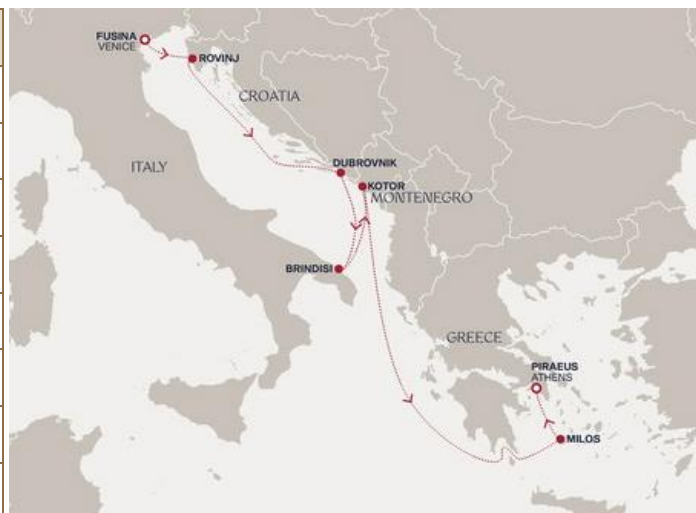 FUSINA
VENICE
ROVINJ
CROATIA
ITALY
DUBROVNIK
KOTOR
MONTENEGRO
BRINDISI
GREECE
PIRAEUS
ATHENS
MILOS